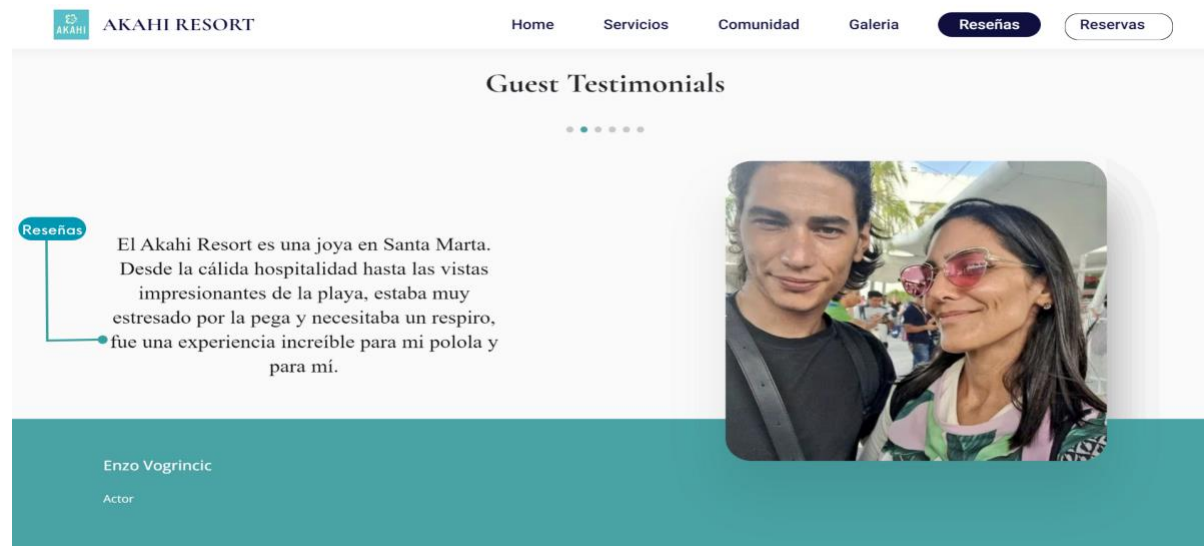 AKAHI
AKAHI RESORT
Home Servicios Comunidad Galeria Reseñas Reservas
Guest Testimonials
Reseñas
El Akahi Resort es una joya en Santa Marta.
Desde la cálida hospitalidad hasta las vistas
impresionantes de la playa, estaba muy
estresado por la pega y necesitaba un respiro,
fue una experiencia increíble para mi polola y
para mí.
Enzo Vogrincic
Actor